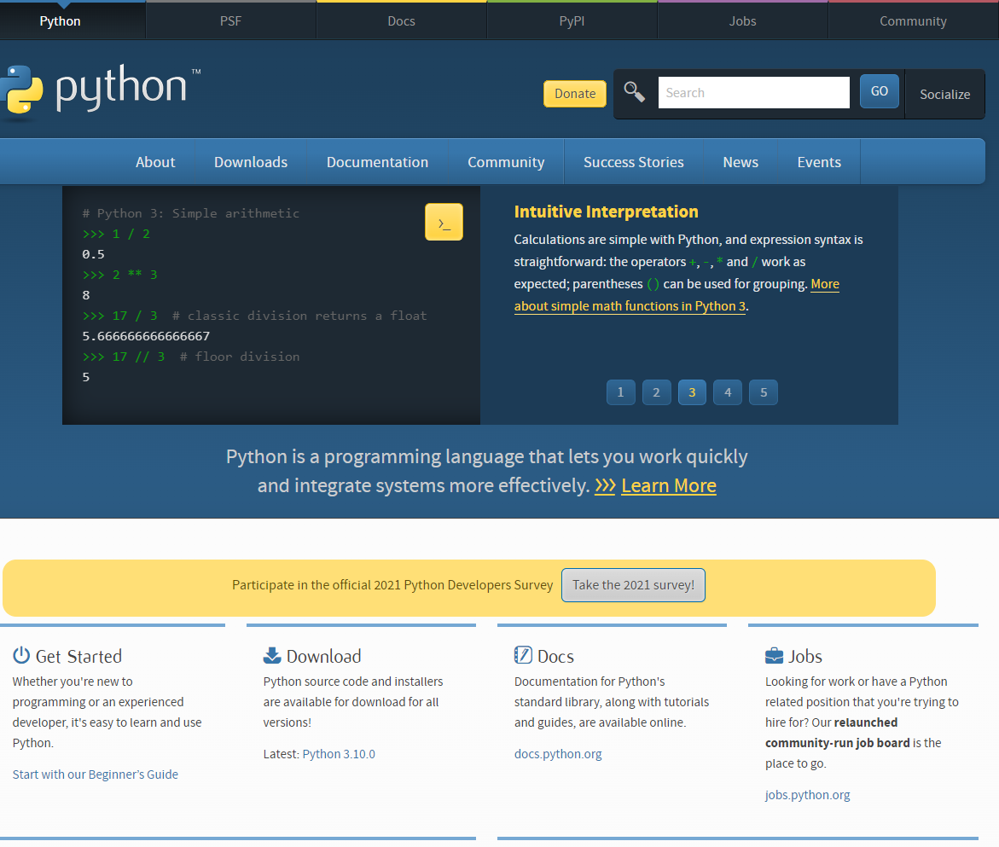 Python PSF Docs PyPI Jobs Community
python™
Donate Search GO Socialize
About Downloads Documentation Community Success Stories News Events
# Python 3: Simple arithmetic
>>> 1 / 2
0.5
>>> 2 ** 3
8
>>> 17 / 3  # classic division returns a float
5.666666666666667
>>> 17 // 3  # floor division
5
>_
Intuitive Interpretation
Calculations are simple with Python, and expression syntax is
straightforward: the operators +, -, * and / work as
expected; parentheses () can be used for grouping. More
about simple math functions in Python 3.
1 2 3 4 5
Python is a programming language that lets you work quickly
and integrate systems more effectively. >>> Learn More
Participate in the official 2021 Python Developers Survey Take the 2021 survey!
Get Started
Whether you're new to
programming or an experienced
developer, it's easy to learn and use
Python.
Start with our Beginner’s Guide
Download
Python source code and installers
are available for download for all
versions!
Latest: Python 3.10.0
Docs
Documentation for Python's
standard library, along with tutorials
and guides, are available online.
docs.python.org
Jobs
Looking for work or have a Python
related position that you're trying to
hire for? Our relaunched
community-run job board is the
place to go.
jobs.python.org